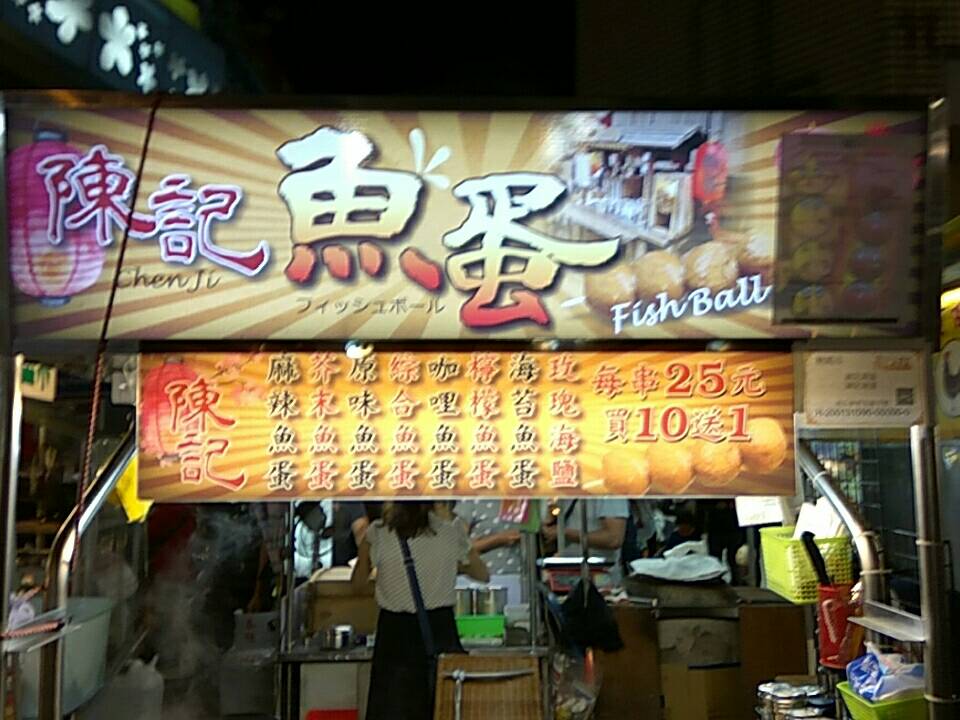 陳記
ChenJi
魚蛋
フィッシュボール
Fish Ball
陳記
麻辣魚蛋
芥末魚蛋
原味魚蛋
綜合魚蛋
咖哩魚蛋
檸檬魚蛋
海苔魚蛋
玫瑰海鹽
每串25元
買10送1